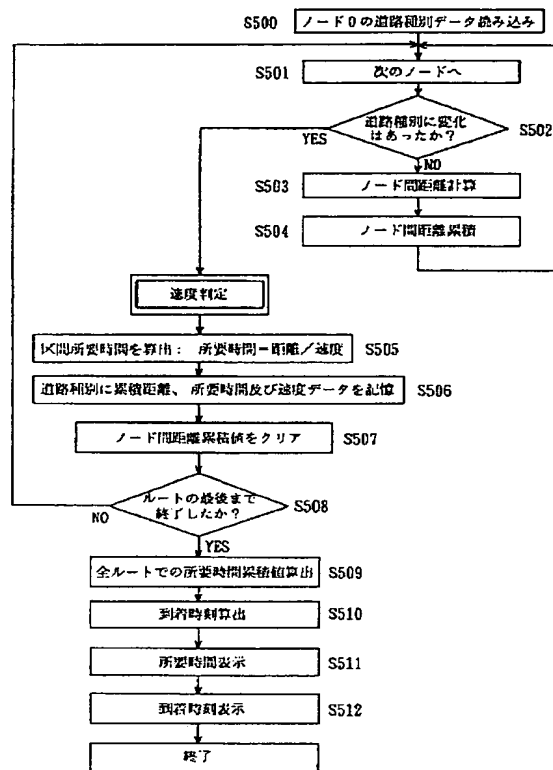 S500 ノード0の道路種別データ読み込み
S501 次のノードへ
道路種別に変化
はあったか？
S502
YES
NO
S503 ノード間距離計算
S504 ノード間距離累積
速度判定
区間所要時間を算出： 所要時間＝距離／速度 S505
道路種別に累積距離、所要時間及び速度データを記憶 S506
ノード間距離累積値をクリア S507
ルートの最後まで
終了したか？
S508
NO
YES
全ルートでの所要時間累積値算出 S509
到着時刻算出 S510
所要時間表示 S511
到着時刻表示 S512
終了